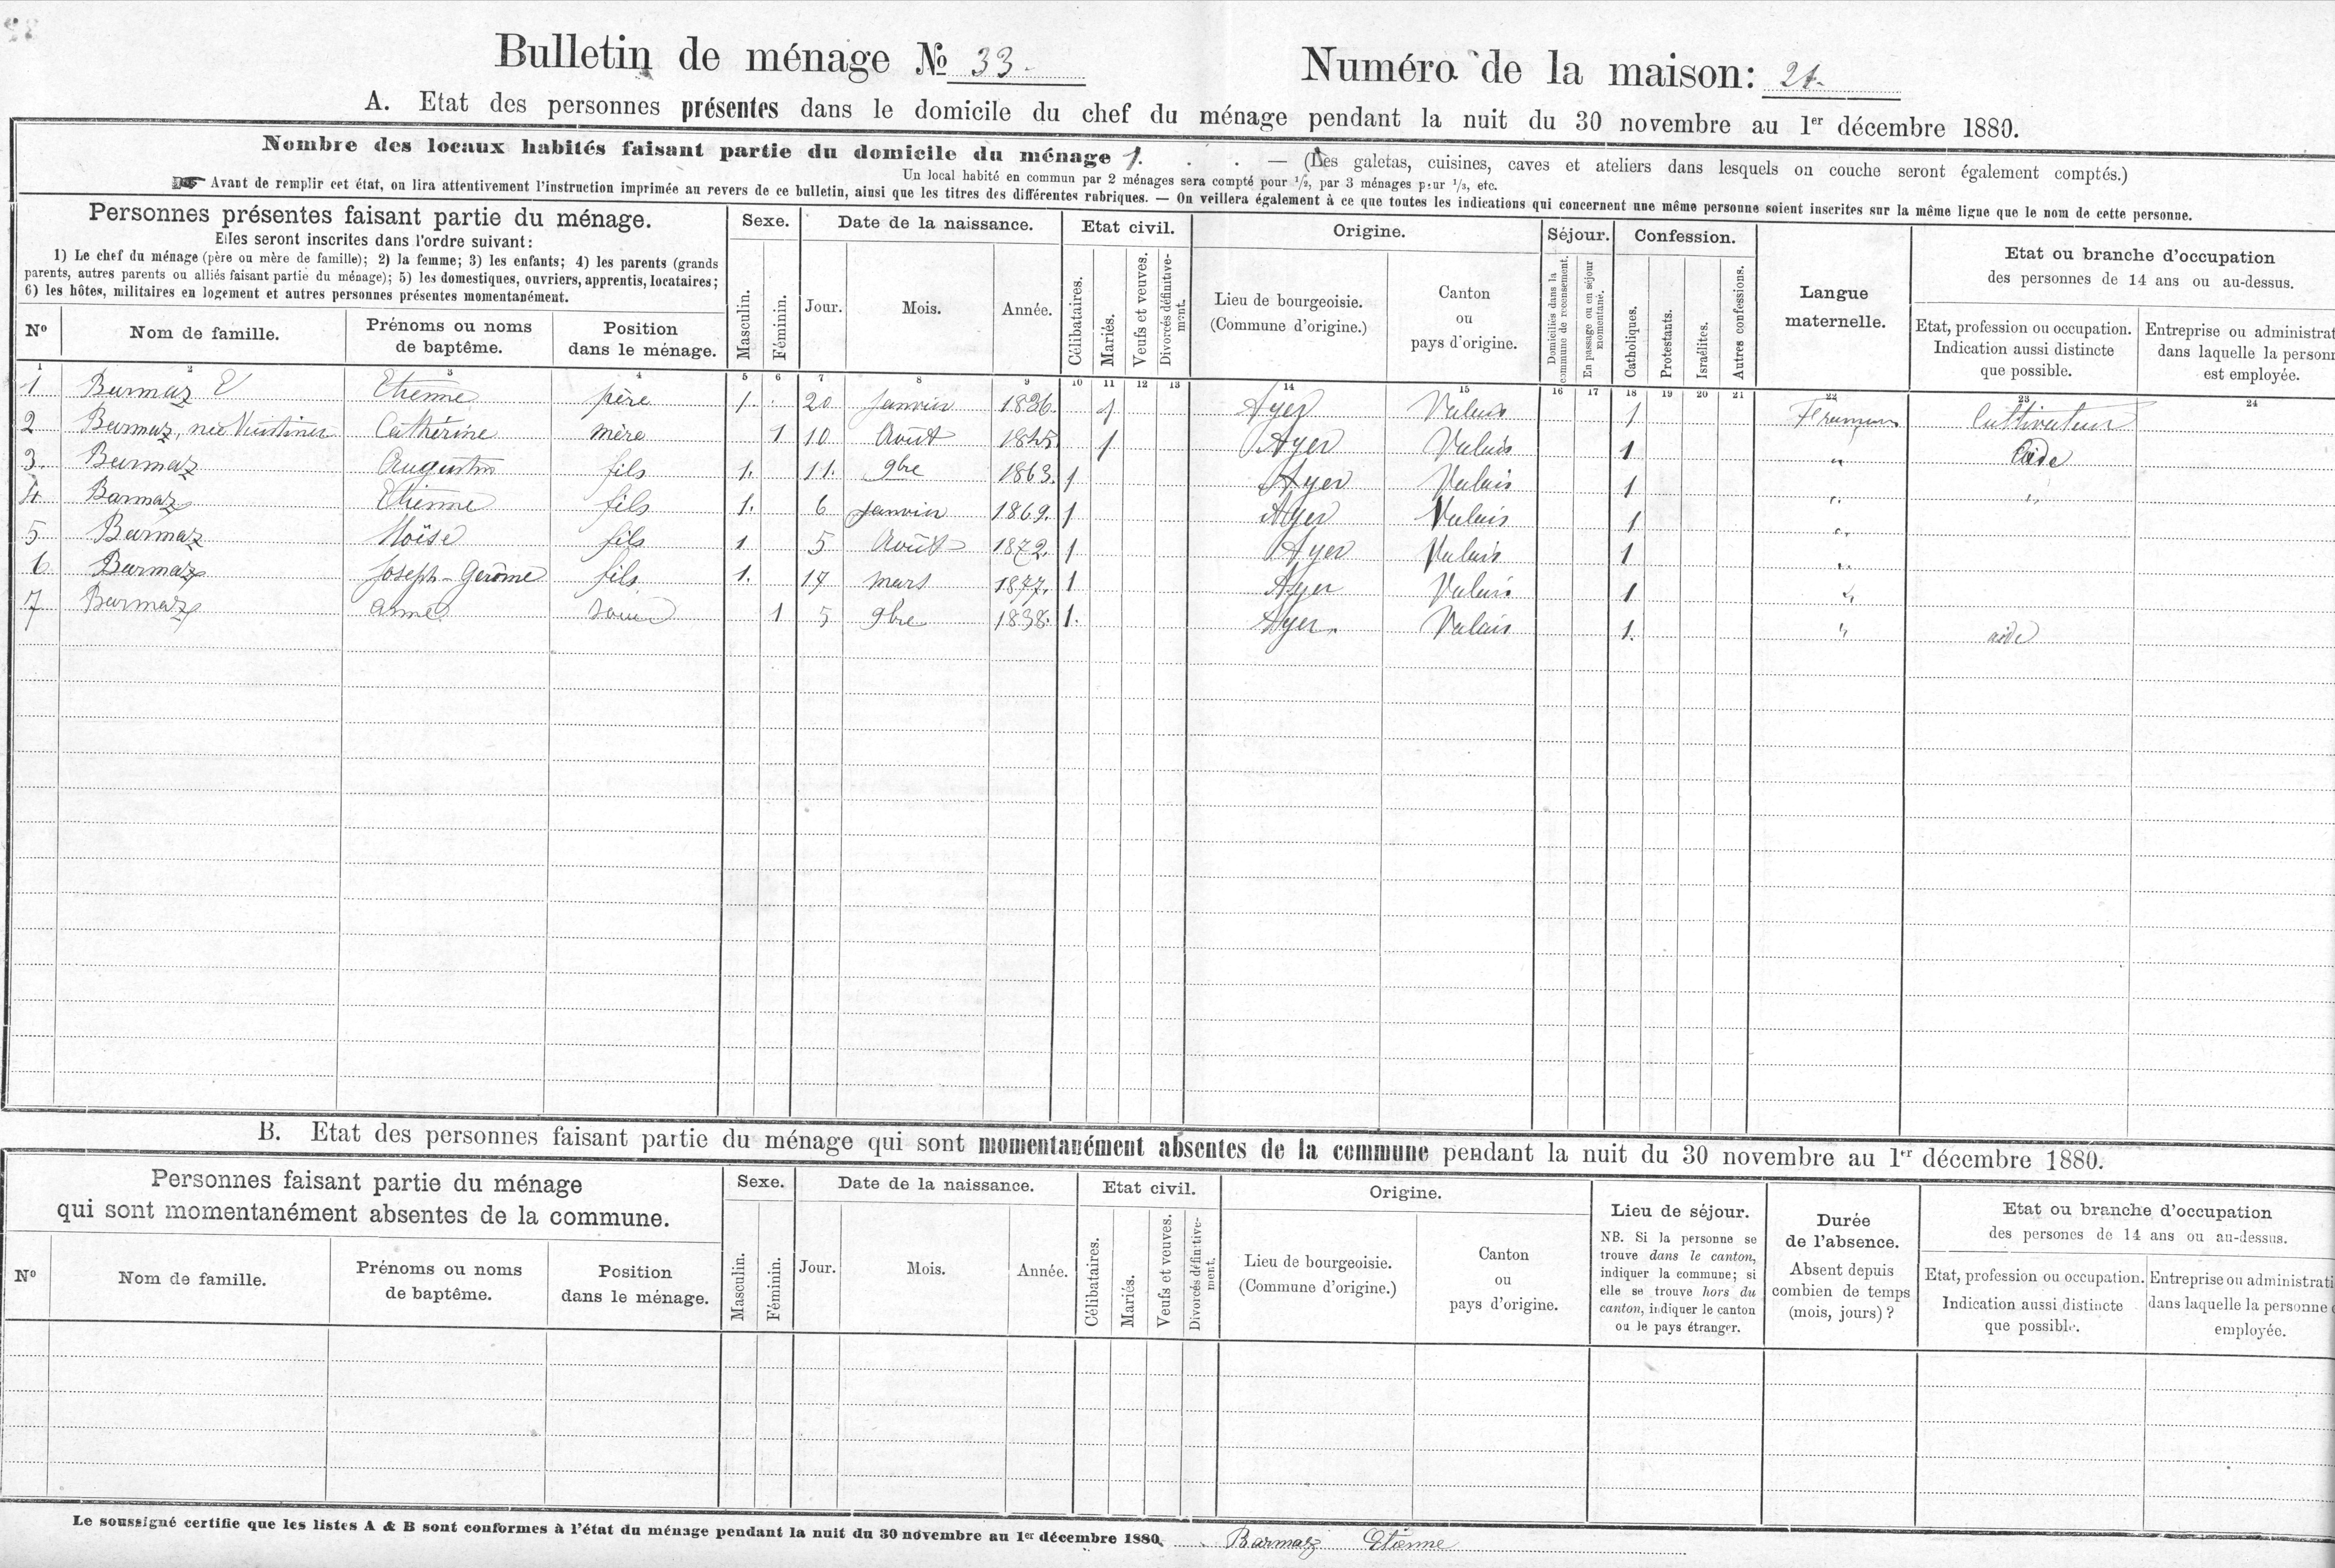 Bulletin de ménage № 33. Numéro de la maison: 21.
A. Etat des personnes présentes dans le domicile du chef du ménage pendant la nuit du 30 novembre au 1er décembre 1880.
Nombre des locaux habités faisant partie du domicile du ménage 1. . . — (Les galetas, cuisines, caves et ateliers dans lesquels on couche seront également comptés.)
Un local habité en commun par 2 ménages sera compté pour 1/2, par 3 ménages pour 1/3, etc.
☞ Avant de remplir cet état, on lira attentivement l'instruction imprimée au revers de ce bulletin, ainsi que les titres des différentes rubriques. — On veillera également à ce que toutes les indications qui concernent une même personne soient inscrites sur la même ligne que le nom de cette personne.
Personnes présentes faisant partie du ménage.
Elles seront inscrites dans l'ordre suivant:
1) Le chef du ménage (père ou mère de famille); 2) la femme; 3) les enfants; 4) les parents (grands
parents, autres parents ou alliés faisant partie du ménage); 5) les domestiques, ouvriers, apprentis, locataires;
6) les hôtes, militaires en logement et autres personnes présentes momentanément.
Nº
Nom de famille.
Prénoms ou noms
de baptême.
Position
dans le ménage.
Sexe.
Masculin.
Féminin.
Date de la naissance.
Jour.
Mois.
Année.
Etat civil.
Célibataires.
Mariés.
Veufs et veuves.
Divorcés définitive-
ment.
Origine.
Lieu de bourgeoisie.
(Commune d'origine.)
Canton
ou
pays d'origine.
Séjour.
Domiciliés dans la
commune de recensement.
En passage ou en séjour
momentané.
Confession.
Catholiques.
Protestants.
Israélites.
Autres confessions.
Langue
maternelle.
Etat ou branche d'occupation
des personnes de 14 ans ou au-dessus.
Etat, profession ou occupation.
Indication aussi distincte
que possible.
Entreprise ou administrat
dans laquelle la personn
est employée.
1 2 3 4 5 6 7 8 9 10 11 12 13 14 15 16 17 18 19 20 21 22 23 24
1 Barmaz Etienne père 1. 20 Janvier 1836. 1 Ayer Valais 1 Cultivateur
2 Barmaz, née Viaccoz Catherine mère 1 10 Août 1 Ayer Valais 1 " aide
3. Barmaz Augustin fils 1. 11. 9bre 1863. 1 Ayer Valais 1 " "
4. Barmaz Etienne fils 1. 6 Janvier 1869. 1 Ayer Valais 1 "
5 Barmaz Moïse fils 1 5 Août 1872. 1 Ayer Valais 1 "
6. Barmaz Joseph-Gerôme fils 1. 17 mars 1877. 1 Ayer Valais 1 "
7 Barmaz anne soeur 1 5 9bre 1838. 1. Ayer. Valais 1. " aide
B. Etat des personnes faisant partie du ménage qui sont momentanément absentes de la commune pendant la nuit du 30 novembre au 1er décembre 1880.
Personnes faisant partie du ménage
qui sont momentanément absentes de la commune.
Nº
Nom de famille.
Prénoms ou noms
de baptême.
Position
dans le ménage.
Sexe.
Masculin.
Féminin.
Date de la naissance.
Jour.
Mois.
Année.
Etat civil.
Célibataires.
Mariés.
Veufs et veuves.
Divorcés définitive-
ment.
Origine.
Lieu de bourgeoisie.
(Commune d'origine.)
Canton
ou
pays d'origine.
Lieu de séjour.
NB. Si la personne se
trouve dans le canton,
indiquer la commune; si
elle se trouve hors du
canton, indiquer le canton
ou le pays étranger.
Durée
de l'absence.
Absent depuis
combien de temps
(mois, jours) ?
Etat ou branche d'occupation
des persones de 14 ans ou au-dessus.
Etat, profession ou occupation.
Indication aussi distincte
que possible.
Entreprise ou administrati
dans laquelle la personne
employée.
Le soussigné certifie que les listes A & B sont conformes à l'état du ménage pendant la nuit du 30 novembre au 1er décembre 1880. Barmaz Etienne